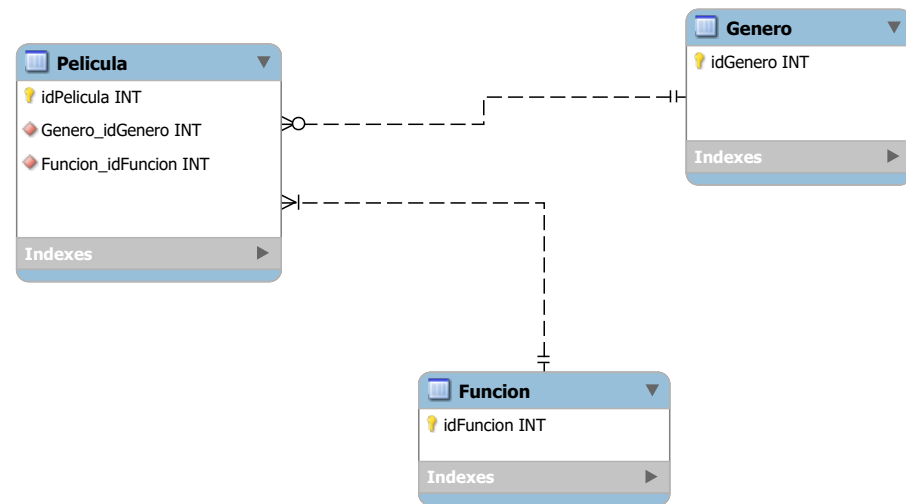 Pelicula
idPelicula INT
Genero_idGenero INT
Funcion_idFuncion INT
Indexes
Genero
idGenero INT
Indexes
Funcion
idFuncion INT
Indexes